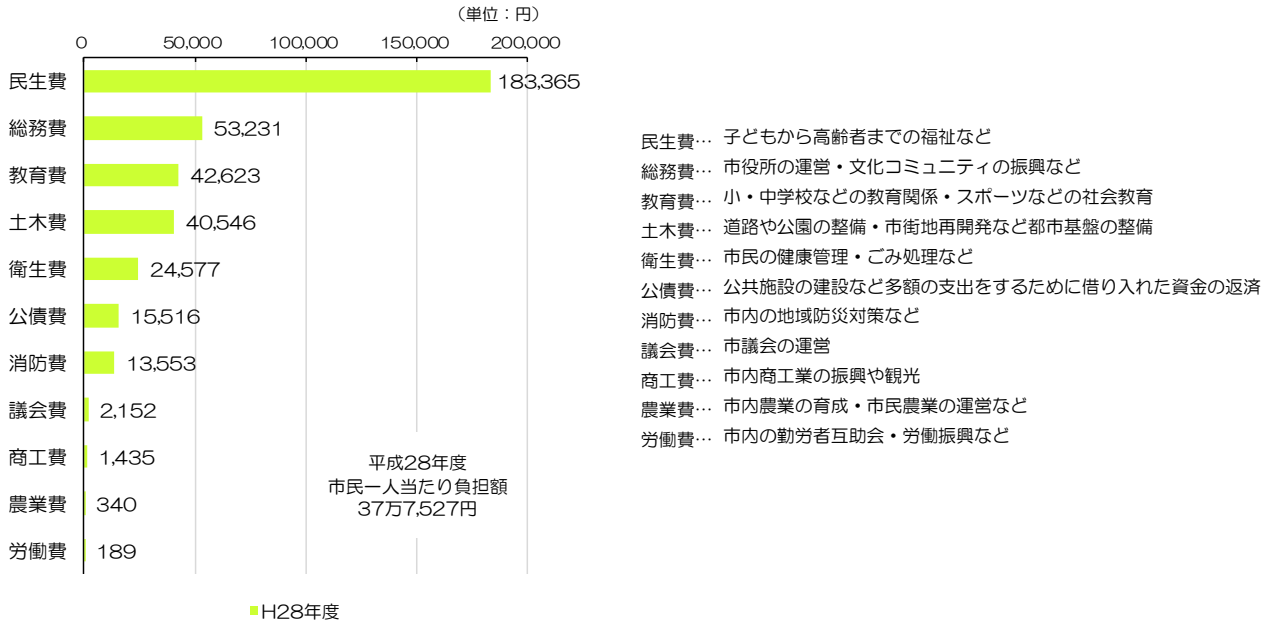 （単位：円）
0 50,000 100,000 150,000 200,000
民生費 183,365
総務費 53,231
教育費 42,623
土木費 40,546
衛生費 24,577
公債費 15,516
消防費 13,553
議会費 2,152
商工費 1,435
農業費 340
労働費 189
平成28年度
市民一人当たり負担額
37万7,527円
H28年度
民生費… 子どもから高齢者までの福祉など
総務費… 市役所の運営・文化コミュニティの振興など
教育費… 小・中学校などの教育関係・スポーツなどの社会教育
土木費… 道路や公園の整備・市街地再開発など都市基盤の整備
衛生費… 市民の健康管理・ごみ処理など
公債費… 公共施設の建設など多額の支出をするために借り入れた資金の返済
消防費… 市内の地域防災対策など
議会費… 市議会の運営
商工費… 市内商工業の振興や観光
農業費… 市内農業の育成・市民農業の運営など
労働費… 市内の勤労者互助会・労働振興など